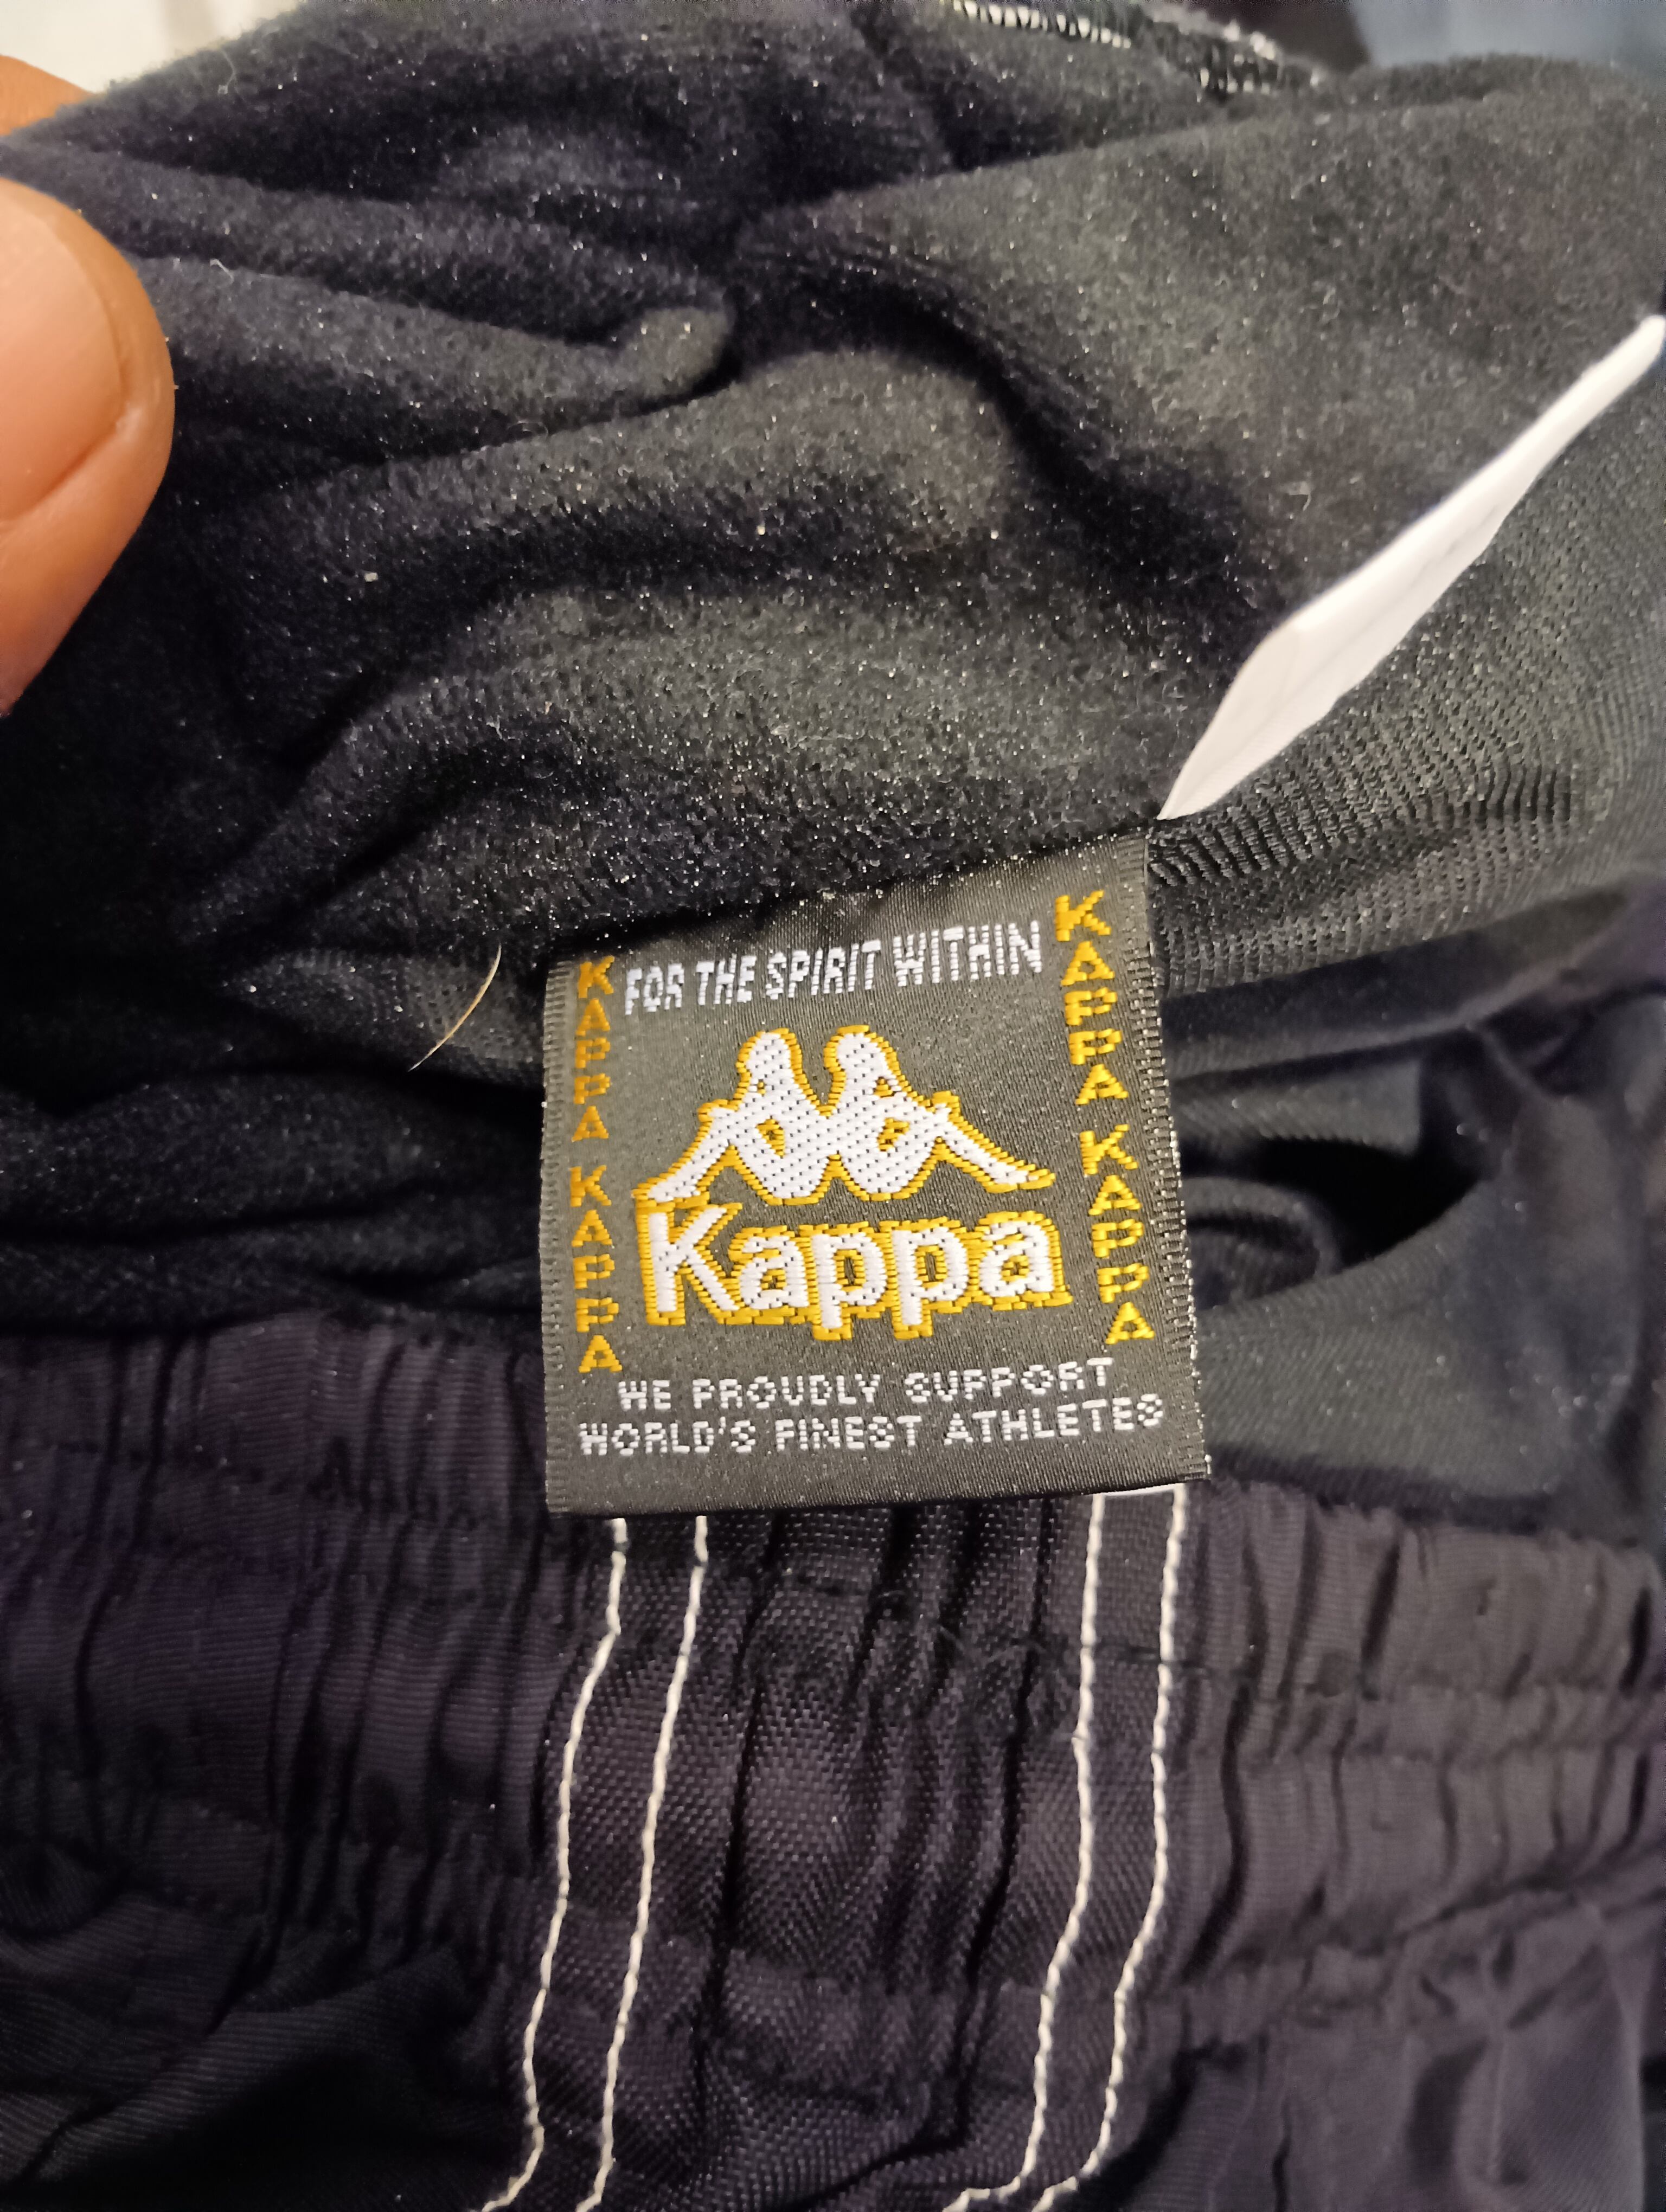 FOR THE SPIRIT WITHIN
KAPPA KAPPA
KAPPA KAPPA
Kappa
WE PROUDLY SUPPORT
WORLD'S FINEST ATHLETES